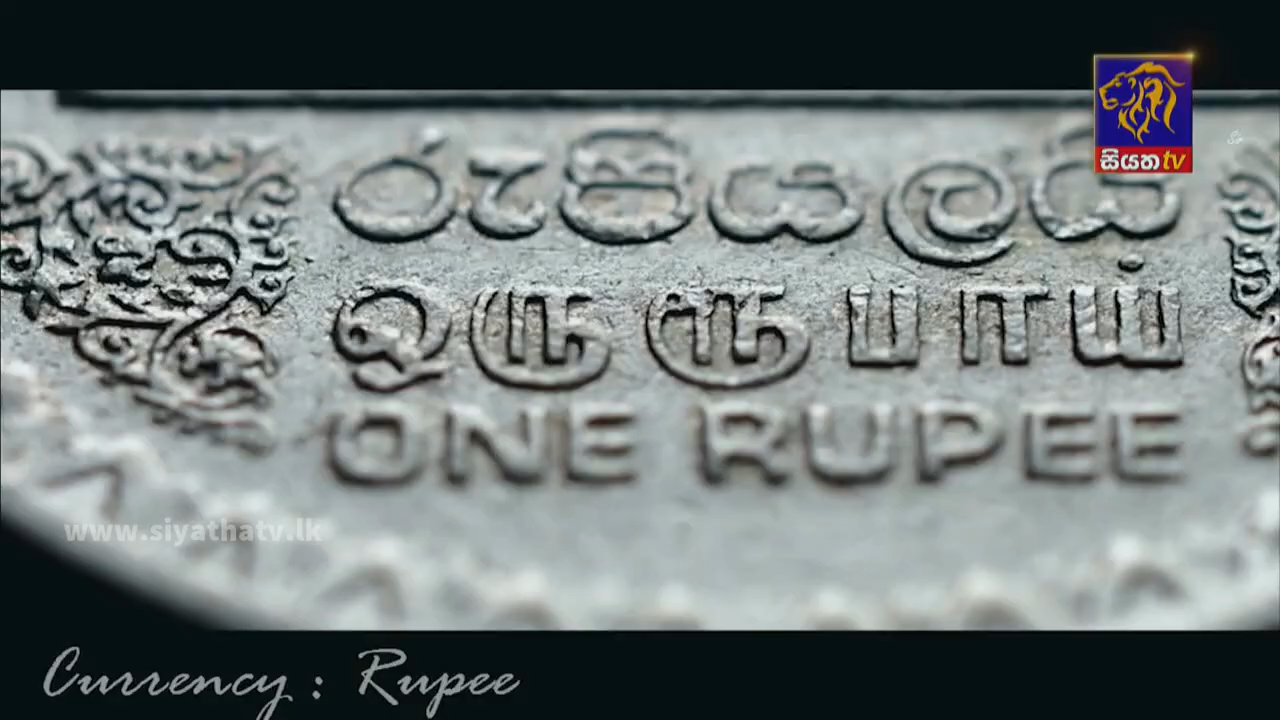 සියත tv
රුපියලයි
ஒரு ரூபாய்
ONE RUPEE
www.siyathatv.lk
Currency : Rupee